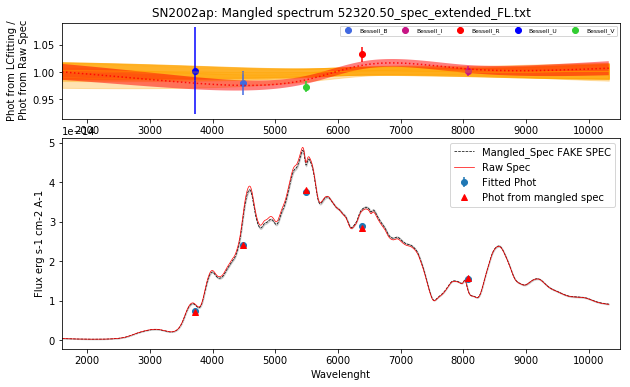 SN2002ap: Mangled spectrum 52320.50_spec_extended_FL.txt
Phot from LCfitting /
Phot from Raw Spec
1.05
1.00
0.95
Bessell_B
Bessell_I
Bessell_R
Bessell_U
Bessell_V
2000 3000 4000 5000 6000 7000 8000 9000 10000
1e−14
Flux erg s-1 cm-2 A-1
5
4
3
2
1
0
Mangled_Spec FAKE SPEC
Raw Spec
Fitted Phot
Phot from mangled spec
2000 3000 4000 5000 6000 7000 8000 9000 10000
Wavelenght